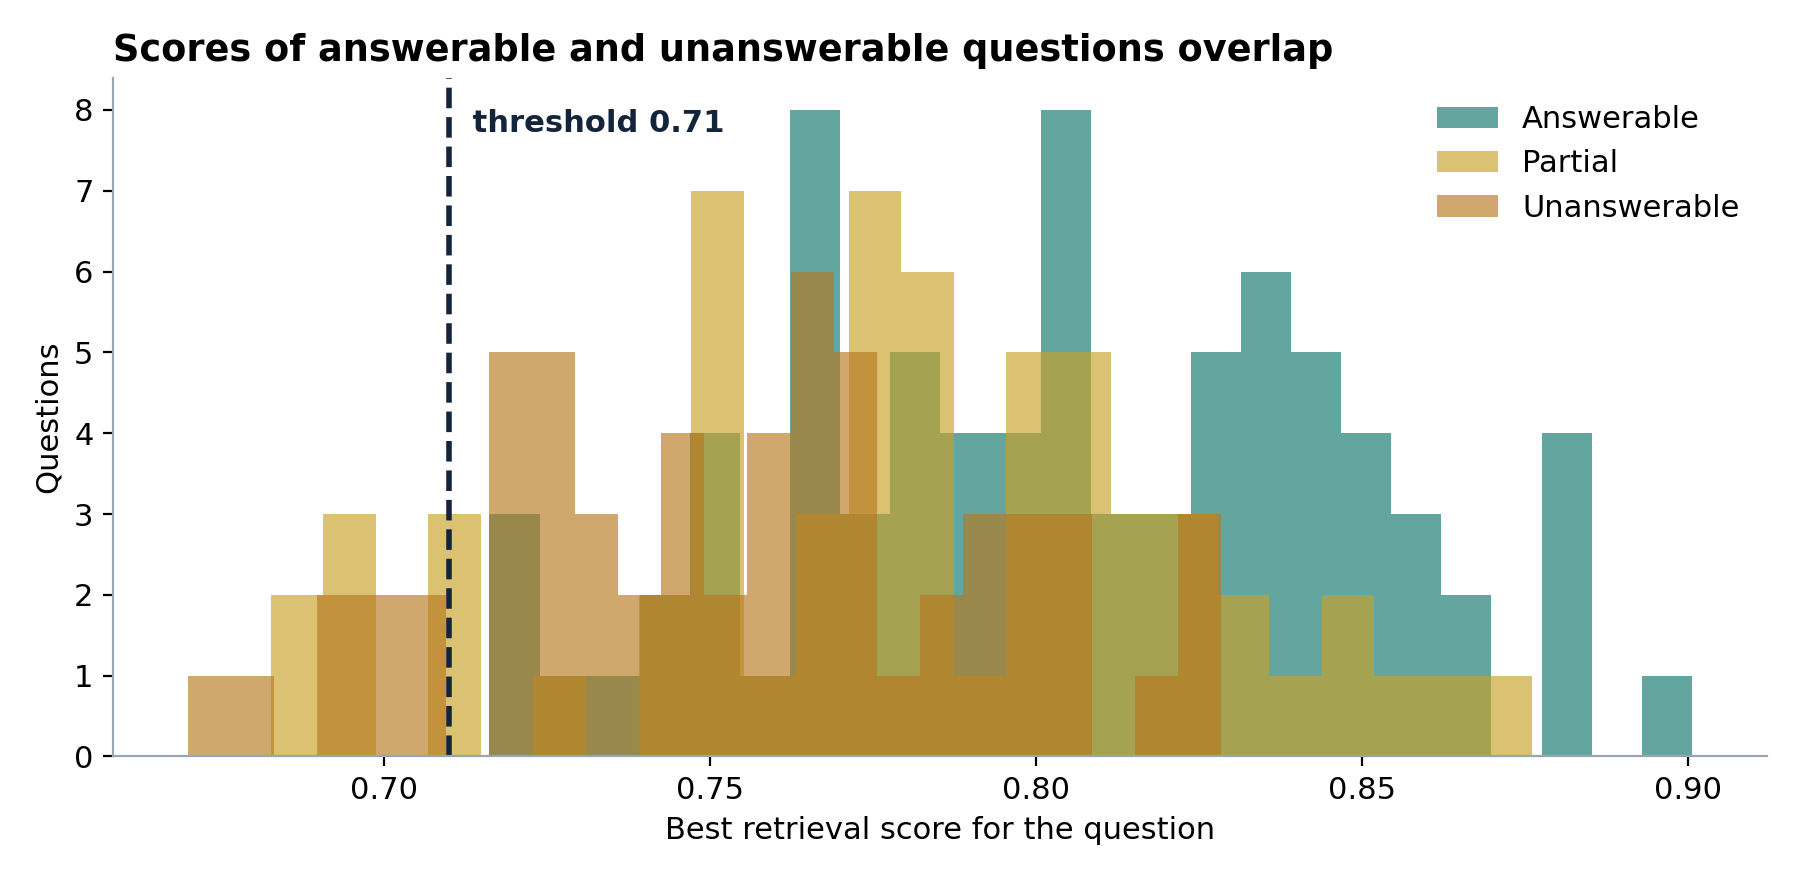 Scores of answerable and unanswerable questions overlap
threshold 0.71
Answerable
Partial
Unanswerable
Questions
8
7
6
5
4
3
2
1
0
0.70 0.75 0.80 0.85 0.90
Best retrieval score for the question